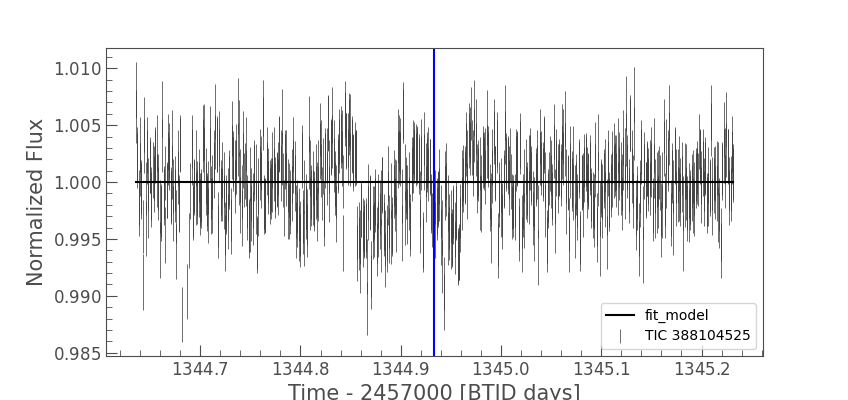 Normalized Flux
1.010
1.005
1.000
0.995
0.990
0.985
fit_model
TIC 388104525
1344.7 1344.8 1344.9 1345.0 1345.1 1345.2
Time - 2457000 [BTJD days]